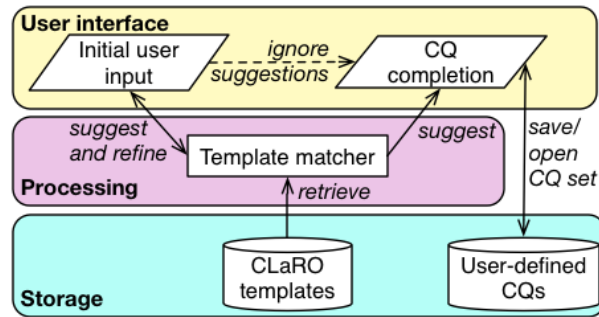 User interface
Initial user
input
ignore
suggestions
CQ
completion
suggest
and refine
suggest
save/
open
CQ set
Template matcher
Processing
retrieve
CLaRO
templates
User-defined
CQs
Storage